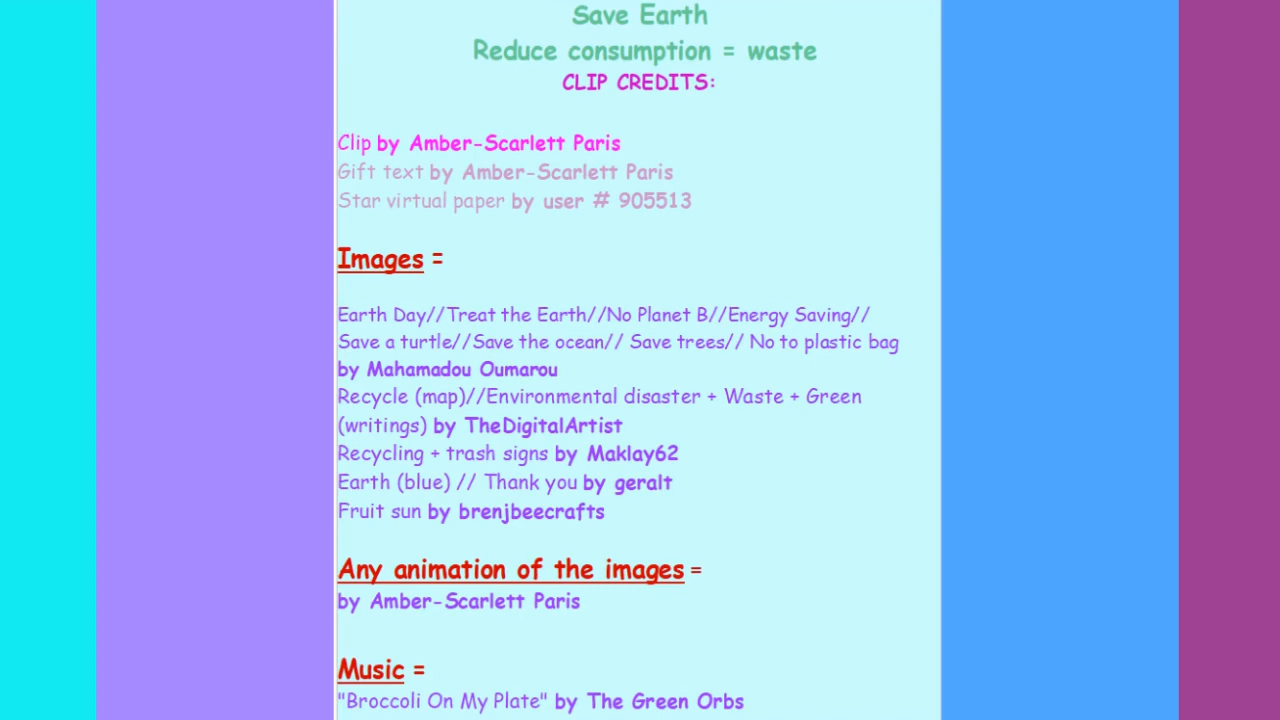 Save Earth
Reduce consumption = waste
CLIP CREDITS:
Clip by Amber-Scarlett Paris
Gift text by Amber-Scarlett Paris
Star virtual paper by user # 905513
Images =
Earth Day//Treat the Earth//No Planet B//Energy Saving//
Save a turtle//Save the ocean// Save trees// No to plastic bag
by Mahamadou Oumarou
Recycle (map)//Environmental disaster + Waste + Green
(writings) by TheDigitalArtist
Recycling + trash signs by Maklay62
Earth (blue) // Thank you by geralt
Fruit sun by brenjbeecrafts
Any animation of the images =
by Amber-Scarlett Paris
Music =
"Broccoli On My Plate" by The Green Orbs